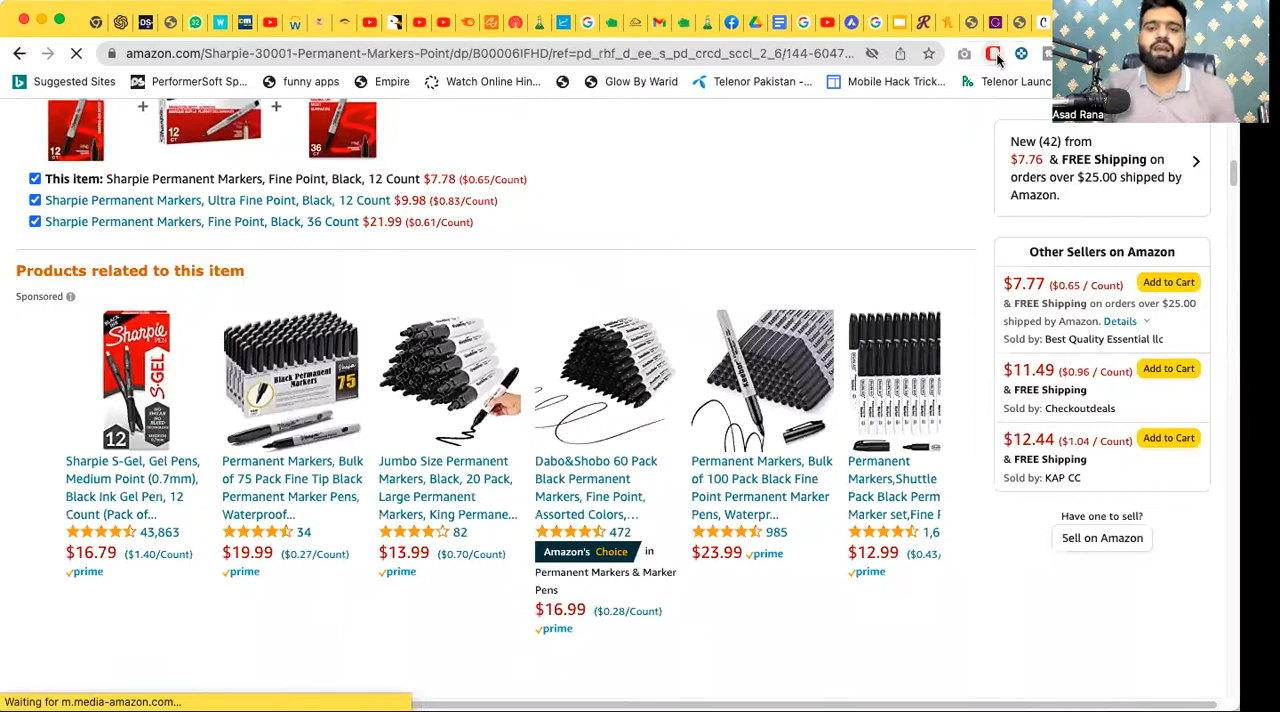 amazon.com/Sharpie-30001-Permanent-Markers-Point/dp/B00006IFHD/ref=pd_rhf_d_ee_s_pd_crcd_sccl_2_6/144-6047...
Suggested Sites
PerformerSoft Sp...
funny apps
Empire
Watch Online Hin...
Glow By Warid
Telenor Pakistan -...
Mobile Hack Trick...
Telenor Launc
Asad Rana
12
CT
12
CT
36
CT
This item: Sharpie Permanent Markers, Fine Point, Black, 12 Count $7.78 ($0.65/Count)
Sharpie Permanent Markers, Ultra Fine Point, Black, 12 Count $9.98 ($0.83/Count)
Sharpie Permanent Markers, Fine Point, Black, 36 Count $21.99 ($0.61/Count)
New (42) from
$7.76 & FREE Shipping on
orders over $25.00 shipped by
Amazon.
Products related to this item
Sponsored
Sharpie
S·GEL
12
Black Permanent
Markers
75
Sharpie S-Gel, Gel Pens,
Medium Point (0.7mm),
Black Ink Gel Pen, 12
Count (Pack of...
43,863
$16.79 ($1.40/Count)
prime
Permanent Markers, Bulk
of 75 Pack Fine Tip Black
Permanent Marker Pens,
Waterproof...
34
$19.99 ($0.27/Count)
prime
Jumbo Size Permanent
Markers, Black, 20 Pack,
Large Permanent
Markers, King Permane...
82
$13.99 ($0.70/Count)
prime
Dabo&Shobo 60 Pack
Black Permanent
Markers, Fine Point,
Assorted Colors,...
472
Amazon's Choice in
Permanent Markers & Marker
Pens
$16.99 ($0.28/Count)
prime
Permanent Markers, Bulk
of 100 Pack Black Fine
Point Permanent Marker
Pens, Waterpr...
985
$23.99 prime
Permanent
Markers,Shuttle
Pack Black Perm
Marker set,Fine P
1,6
$12.99 ($0.43/
prime
Other Sellers on Amazon
$7.77 ($0.65 / Count) Add to Cart
& FREE Shipping on orders over $25.00
shipped by Amazon. Details
Sold by: Best Quality Essential llc
$11.49 ($0.96 / Count) Add to Cart
& FREE Shipping
Sold by: Checkoutdeals
$12.44 ($1.04 / Count) Add to Cart
& FREE Shipping
Sold by: KAP CC
Have one to sell?
Sell on Amazon
Waiting for m.media-amazon.com...